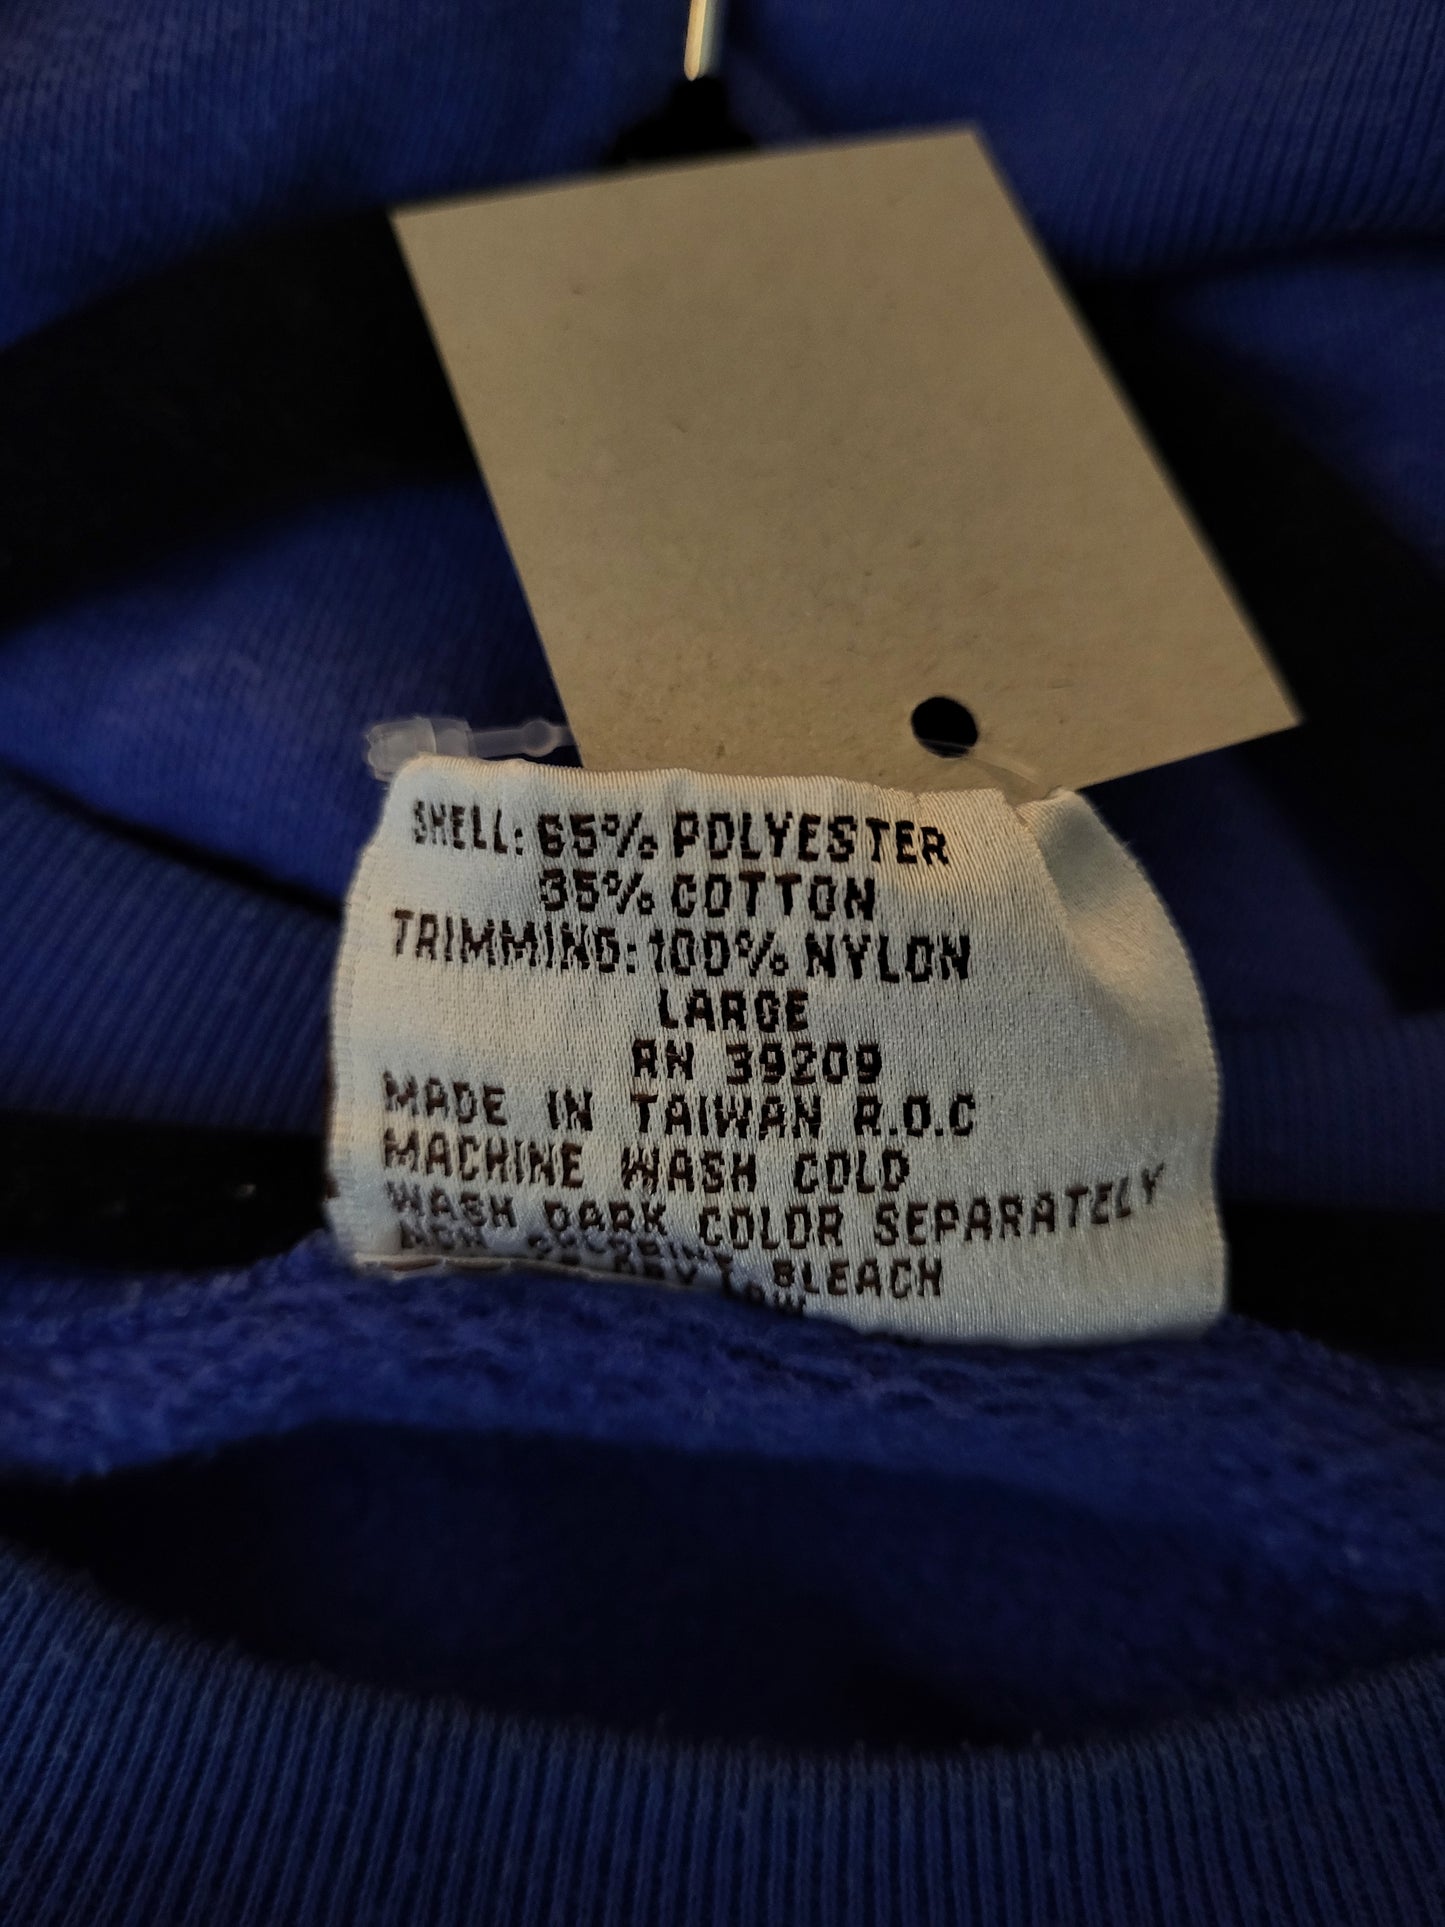 SHELL: 65% POLYESTER
35% COTTON
TRIMMING: 100% NYLON
LARGE
RN 39209
MADE IN TAIWAN R.O.C
MACHINE WASH COLD
WASH DARK COLOR SEPARATELY
NON BLEACH